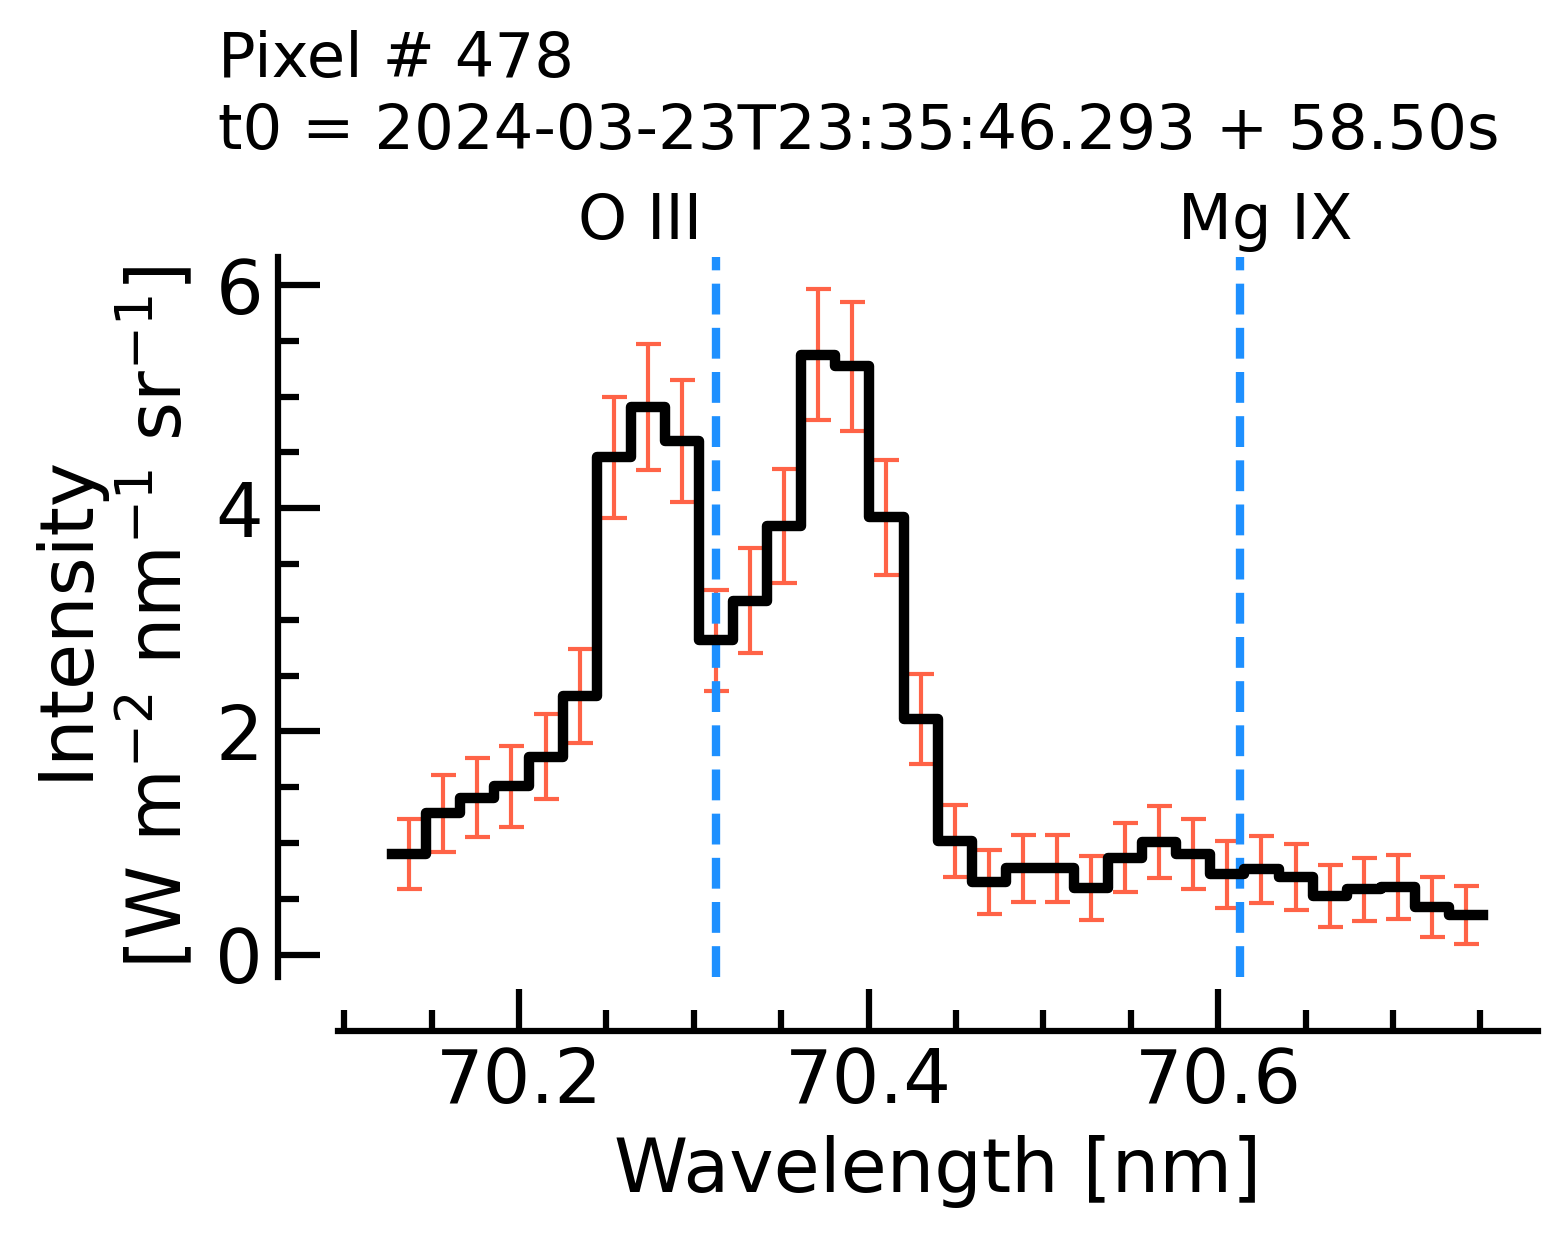 Pixel # 478
t0 = 2024-03-23T23:35:46.293 + 58.50s
O III
Mg IX
Intensity
[W m⁻² nm⁻¹ sr⁻¹]
6
4
2
0
70.2
70.4
70.6
Wavelength [nm]